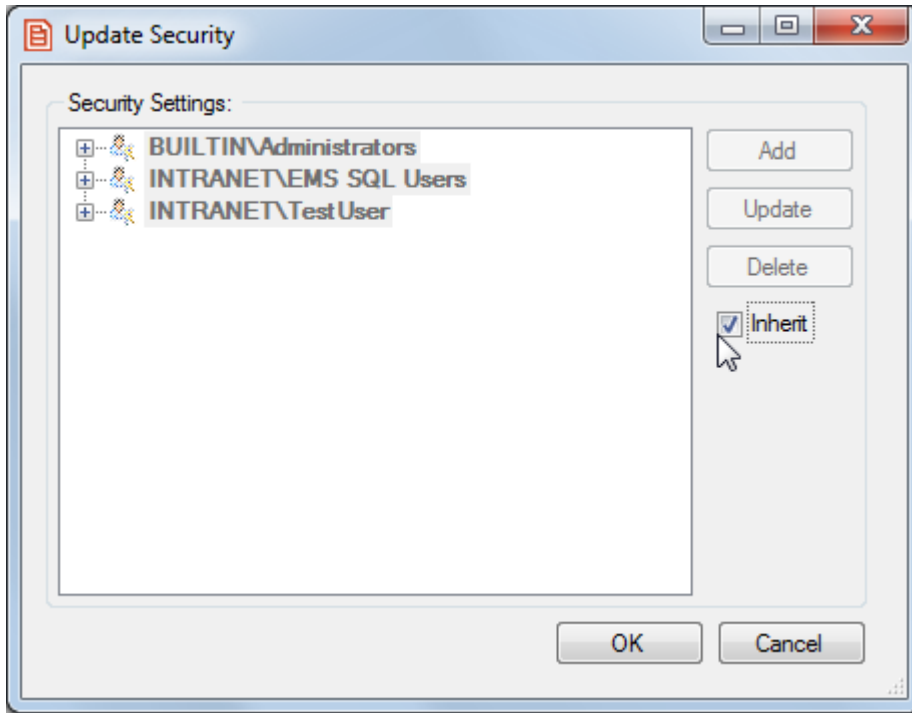 Update Security
Security Settings:
BUILTIN\Administrators
INTRANET\EMS SQL Users
INTRANET\TestUser
Add
Update
Delete
Inherit
OK
Cancel